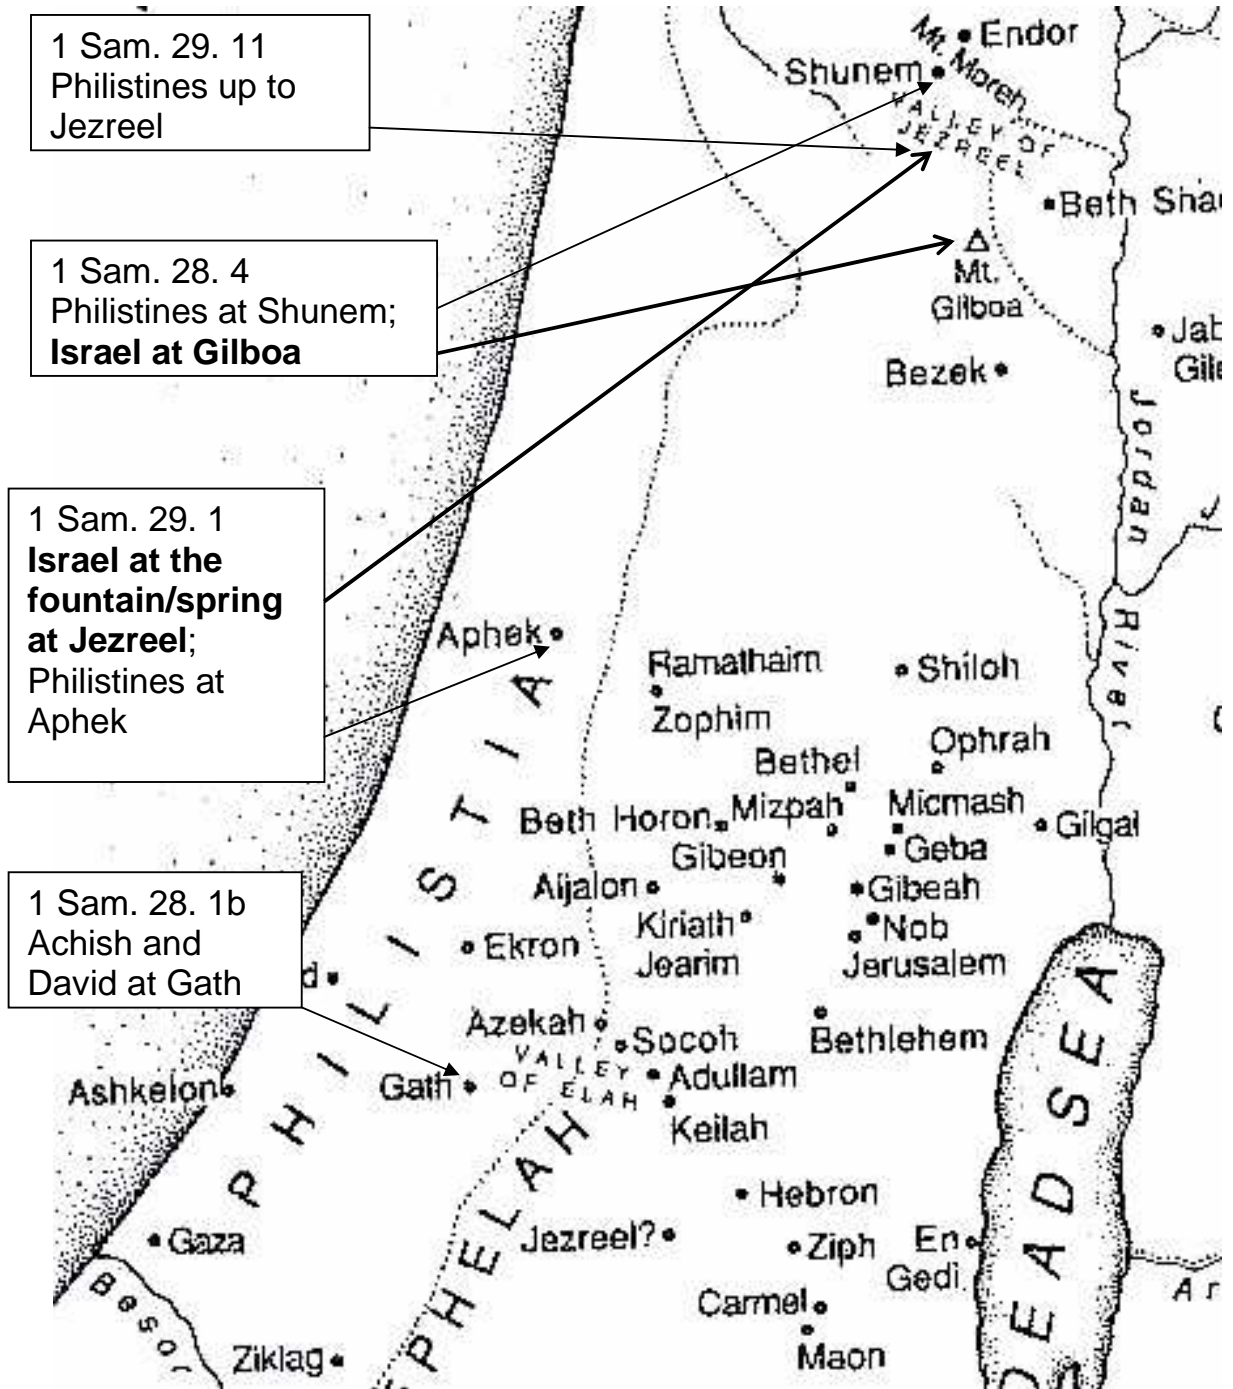 1 Sam. 29. 11
Philistines up to
Jezreel
1 Sam. 28. 4
Philistines at Shunem;
Israel at Gilboa
1 Sam. 29. 1
Israel at the
fountain/spring
at Jezreel;
Philistines at
Aphek
1 Sam. 28. 1b
Achish and
David at Gath
Endor
Mt. Moreh
Shunem
VALLEY OF
JEZREEL
Beth Sha
Mt.
Gilboa
Jab
Gile
Bezek
Jordan River
Aphek
Ramathaim
Zophim
Shiloh
Ophrah
Bethel
Mizpah
Micmash
Beth Horon
Gilgal
Geba
Gibeon
Aijalon
Gibeah
Kiriath
Jearim
Nob
Jerusalem
Ekron
d
PHILISTIA
Azekah
Socoh
Bethlehem
VALLEY
OF ELAH
Gath
Adullam
Ashkelon
Keilah
DEAD SEA
Hebron
Gaza
Jezreel?
Ziph
En
Gedi
Ar
Besor
Carmel
Maon
Ziklag
EPHELAH